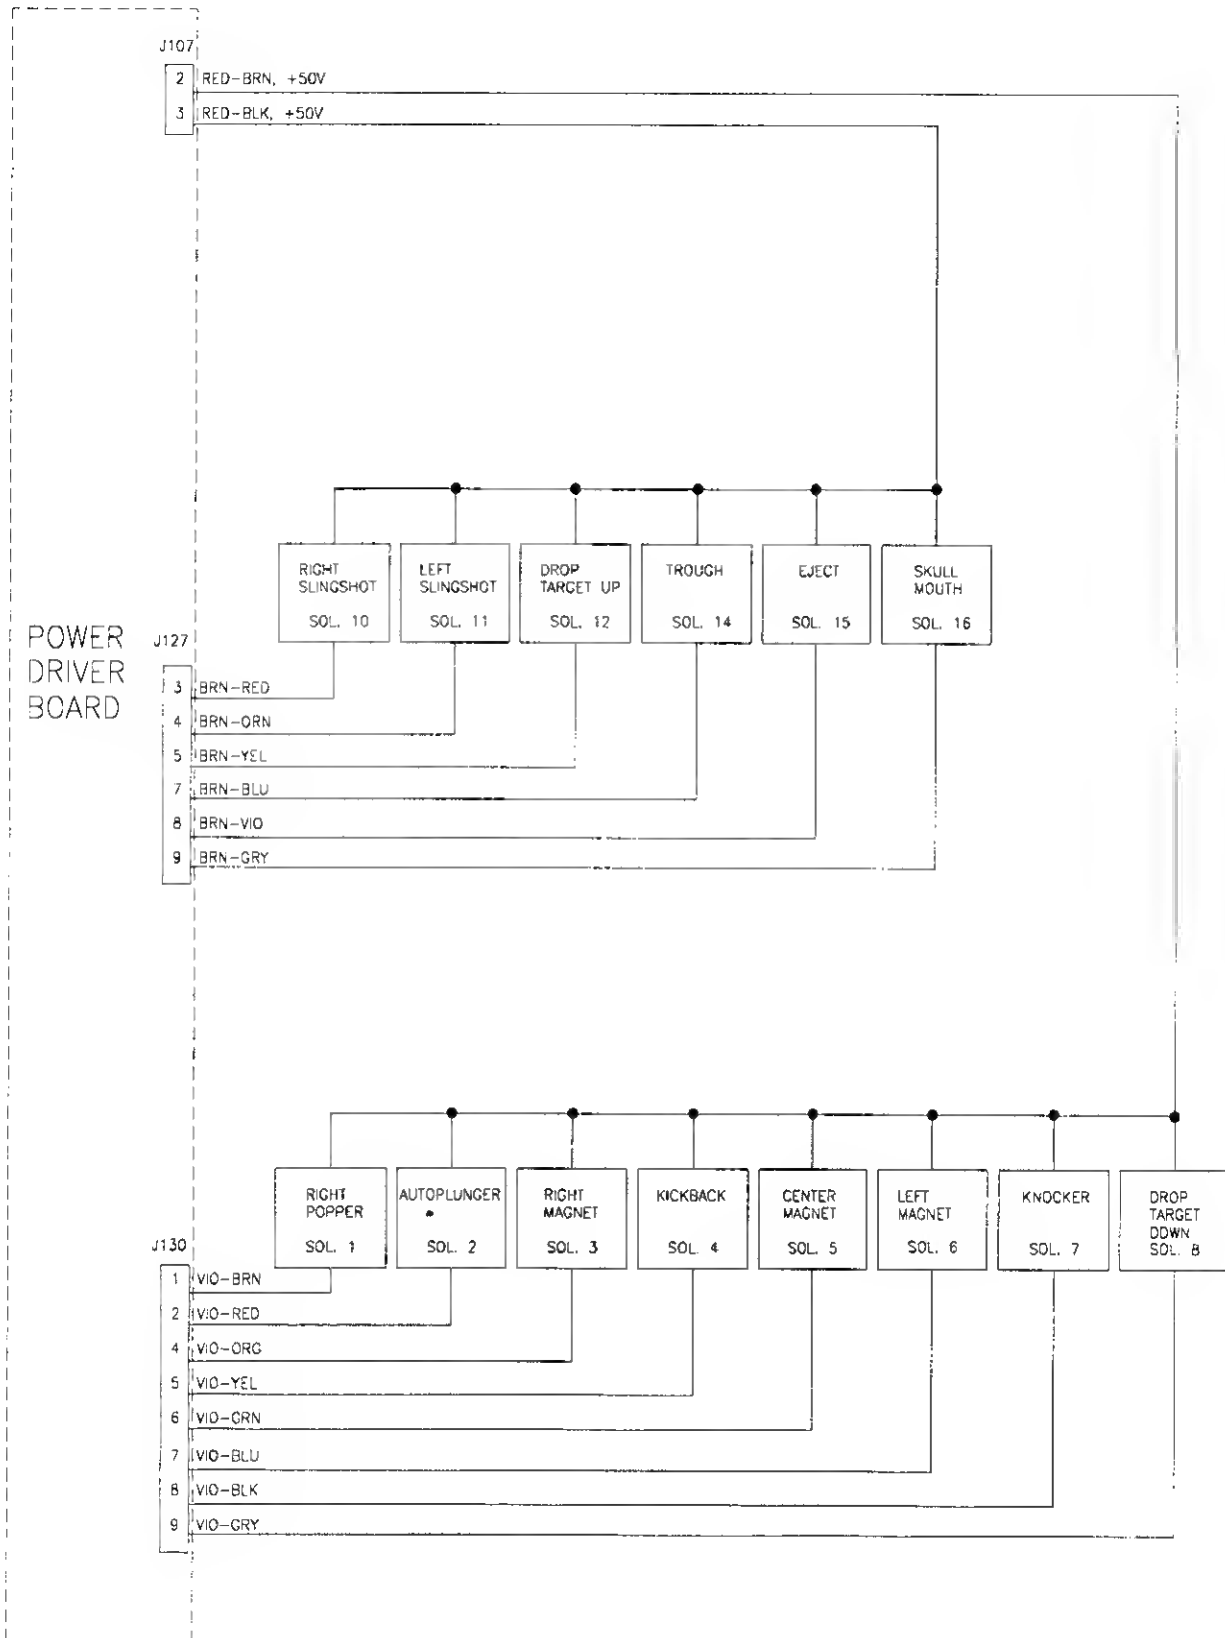 J107
2 RED-BRN, +50V
3 RED-BLK, +50V
RIGHT
SLINGSHOT
SOL. 10
LEFT
SLINGSHOT
SOL. 11
DROP
TARGET UP
SOL. 12
TROUGH
SOL. 14
EJECT
SOL. 15
SKULL
MOUTH
SOL. 16
POWER
DRIVER
BOARD
J127
3 BRN-RED
4 BRN-ORN
5 BRN-YEL
7 BRN-BLU
8 BRN-VIO
9 BRN-GRY
RIGHT
POPPER
SOL. 1
AUTOPLUNGER
SOL. 2
RIGHT
MAGNET
SOL. 3
KICKBACK
SOL. 4
CENTER
MAGNET
SOL. 5
LEFT
MAGNET
SOL. 6
KNOCKER
SOL. 7
DROP
TARGET
DOWN
SOL. 8
J130
1 VIO-BRN
2 VIO-RED
4 VIO-ORG
5 VIO-YEL
6 VIO-GRN
7 VIO-BLU
8 VIO-BLK
9 VIO-GRY